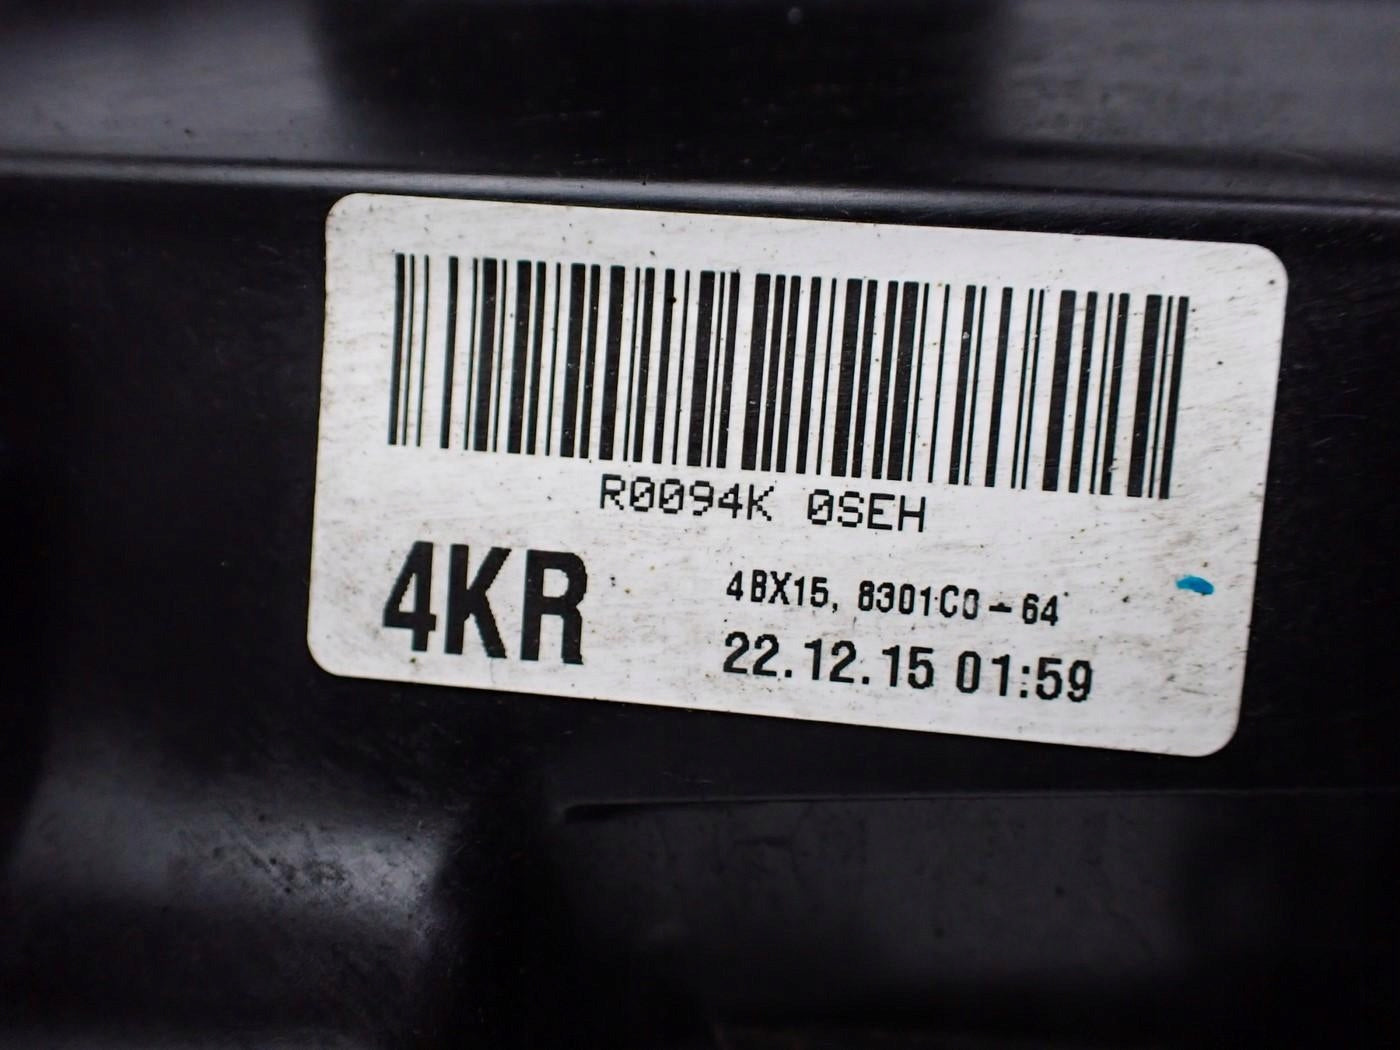 R0094K 0SEH
4KR
4BX15, 8301C0-64
22.12.15 01:59